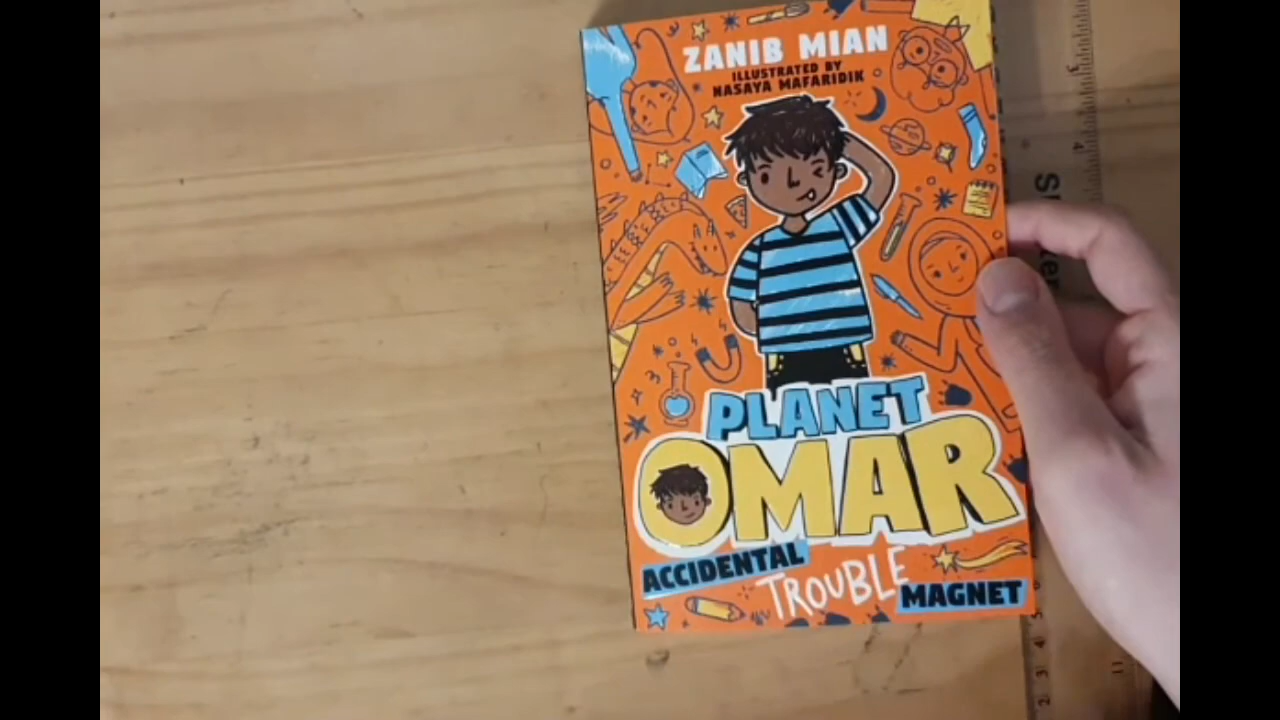 ZANIB MIAN
ILLUSTRATED BY
NASAYA MAFARIDIK
PLANET
OMAR
ACCIDENTAL
TROUBLE
MAGNET